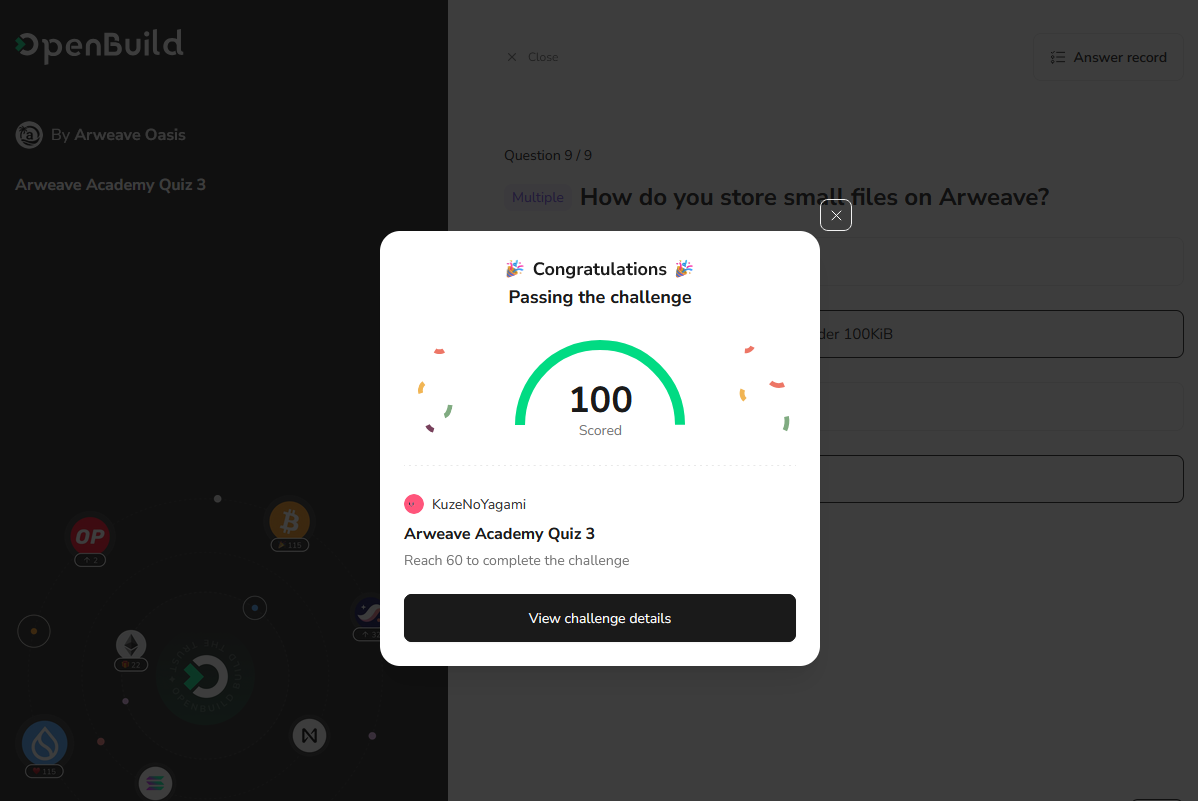 OpenBuild
By Arweave Oasis
Arweave Academy Quiz 3
OP
2
115
22
115
Close
Answer record
Question 9 / 9
Multiple How do you store small files on Arweave?
der 100KiB
🎉 Congratulations 🎉
Passing the challenge
100
Scored
KuzeNoYagami
Arweave Academy Quiz 3
Reach 60 to complete the challenge
View challenge details